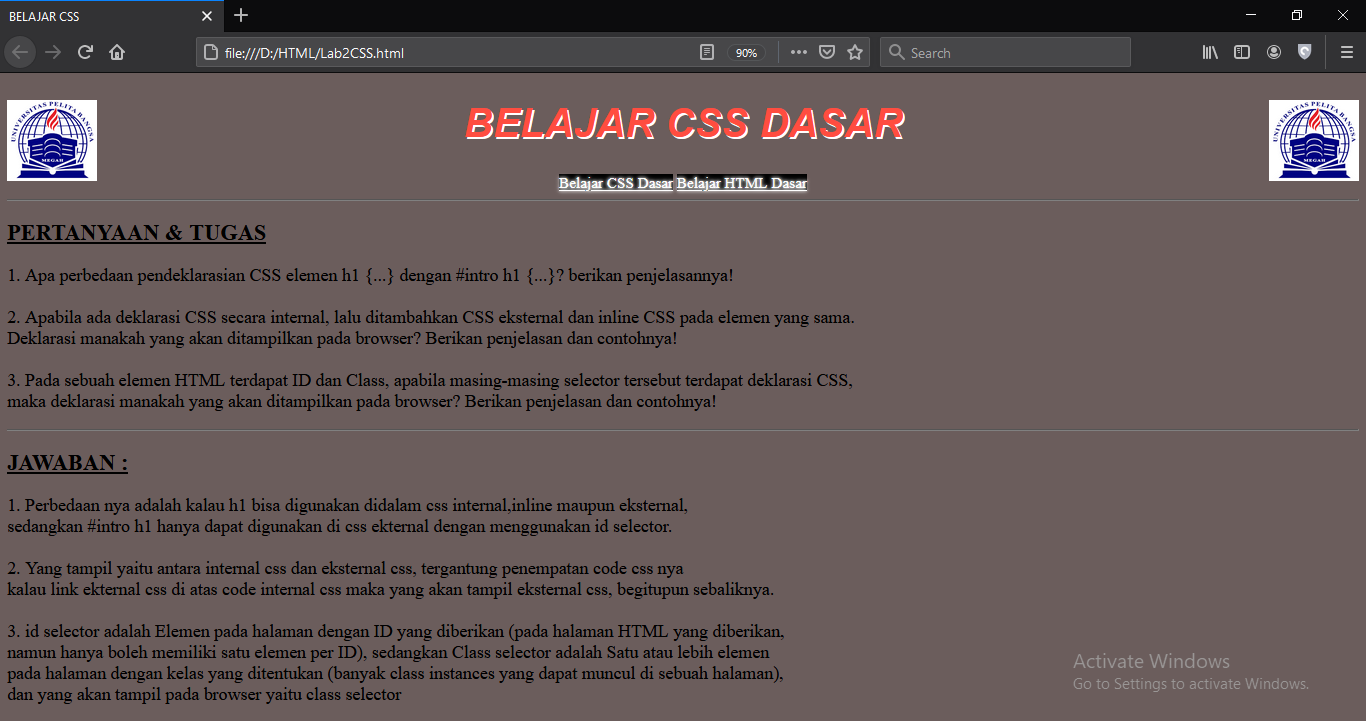 BELAJAR CSS
file:///D:/HTML/Lab2CSS.html
90%
Search
UNIVERSITAS PELITA BANGSA
MEGAH
BELAJAR CSS DASAR
UNIVERSITAS PELITA BANGSA
MEGAH
Belajar CSS Dasar Belajar HTML Dasar
PERTANYAAN & TUGAS
1. Apa perbedaan pendeklarasian CSS elemen h1 {...} dengan #intro h1 {...}? berikan penjelasannya!
2. Apabila ada deklarasi CSS secara internal, lalu ditambahkan CSS eksternal dan inline CSS pada elemen yang sama.
Deklarasi manakah yang akan ditampilkan pada browser? Berikan penjelasan dan contohnya!
3. Pada sebuah elemen HTML terdapat ID dan Class, apabila masing-masing selector tersebut terdapat deklarasi CSS,
maka deklarasi manakah yang akan ditampilkan pada browser? Berikan penjelasan dan contohnya!
JAWABAN :
1. Perbedaan nya adalah kalau h1 bisa digunakan didalam css internal,inline maupun eksternal,
sedangkan #intro h1 hanya dapat digunakan di css ekternal dengan menggunakan id selector.
2. Yang tampil yaitu antara internal css dan eksternal css, tergantung penempatan code css nya
kalau link ekternal css di atas code internal css maka yang akan tampil eksternal css, begitupun sebaliknya.
3. id selector adalah Elemen pada halaman dengan ID yang diberikan (pada halaman HTML yang diberikan,
namun hanya boleh memiliki satu elemen per ID), sedangkan Class selector adalah Satu atau lebih elemen
pada halaman dengan kelas yang ditentukan (banyak class instances yang dapat muncul di sebuah halaman),
dan yang akan tampil pada browser yaitu class selector
Activate Windows
Go to Settings to activate Windows.